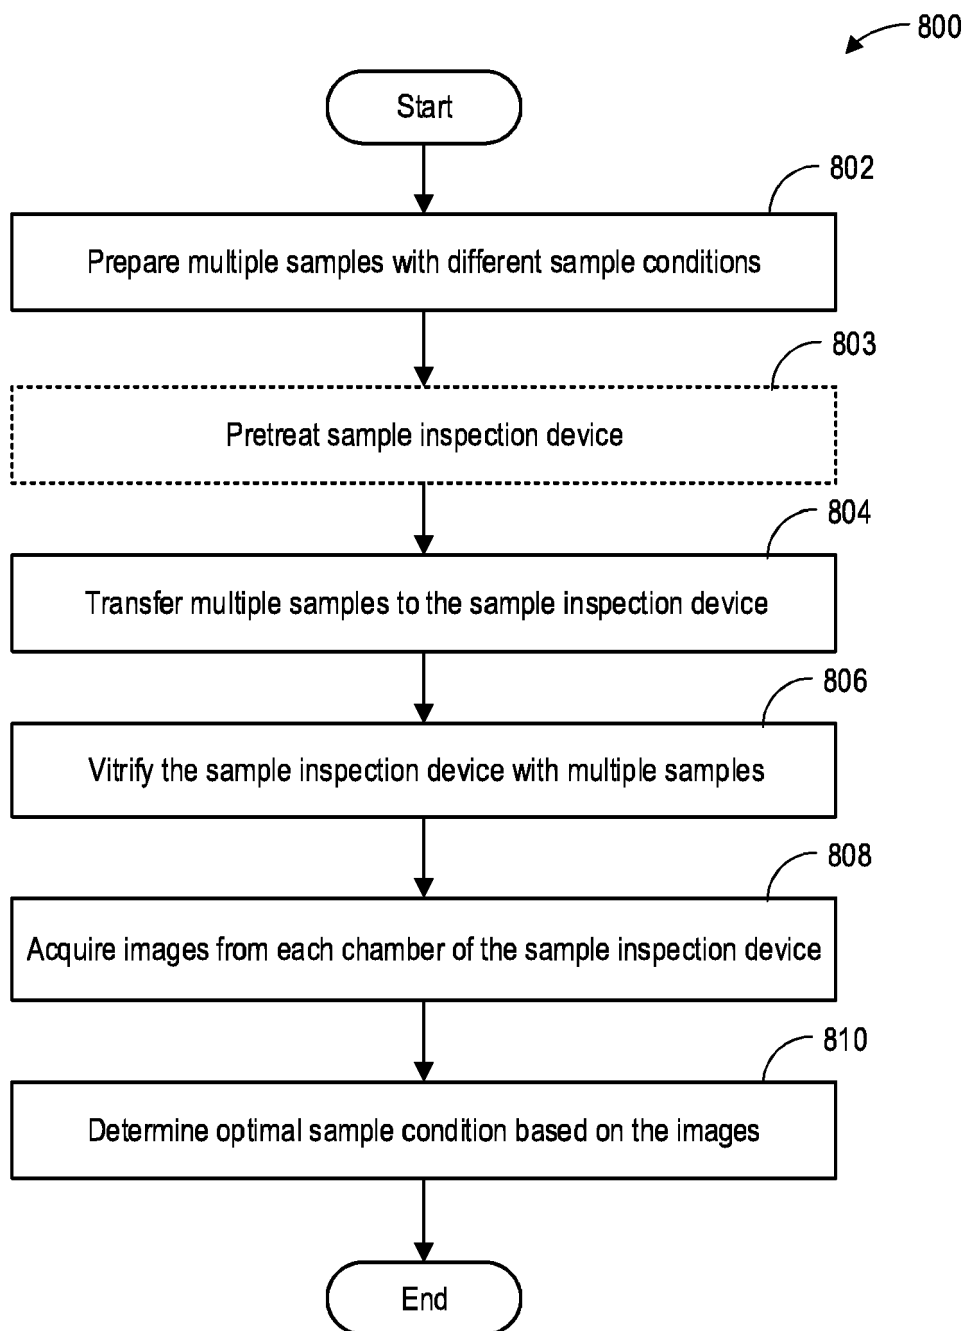 800
Start
802
Prepare multiple samples with different sample conditions
803
Pretreat sample inspection device
804
Transfer multiple samples to the sample inspection device
806
Vitrify the sample inspection device with multiple samples
808
Acquire images from each chamber of the sample inspection device
810
Determine optimal sample condition based on the images
End